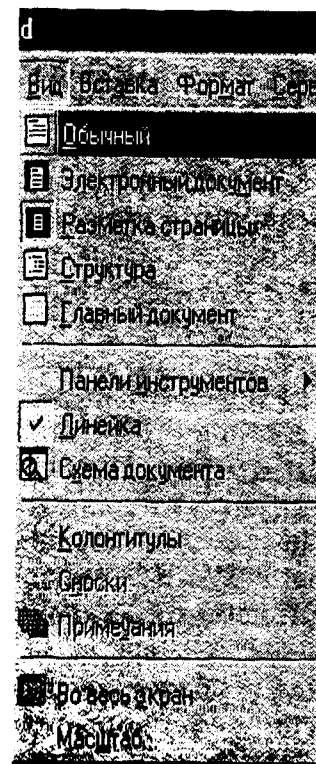 d
Вид Вставка Формат Серв
Обычный
Электронный документ
Разметка страницы
Структура
Главный документ
Панели инструментов
Линейка
Схема документа
Колонтитулы
Сноски
Примечания
Во весь экран
Масштаб...